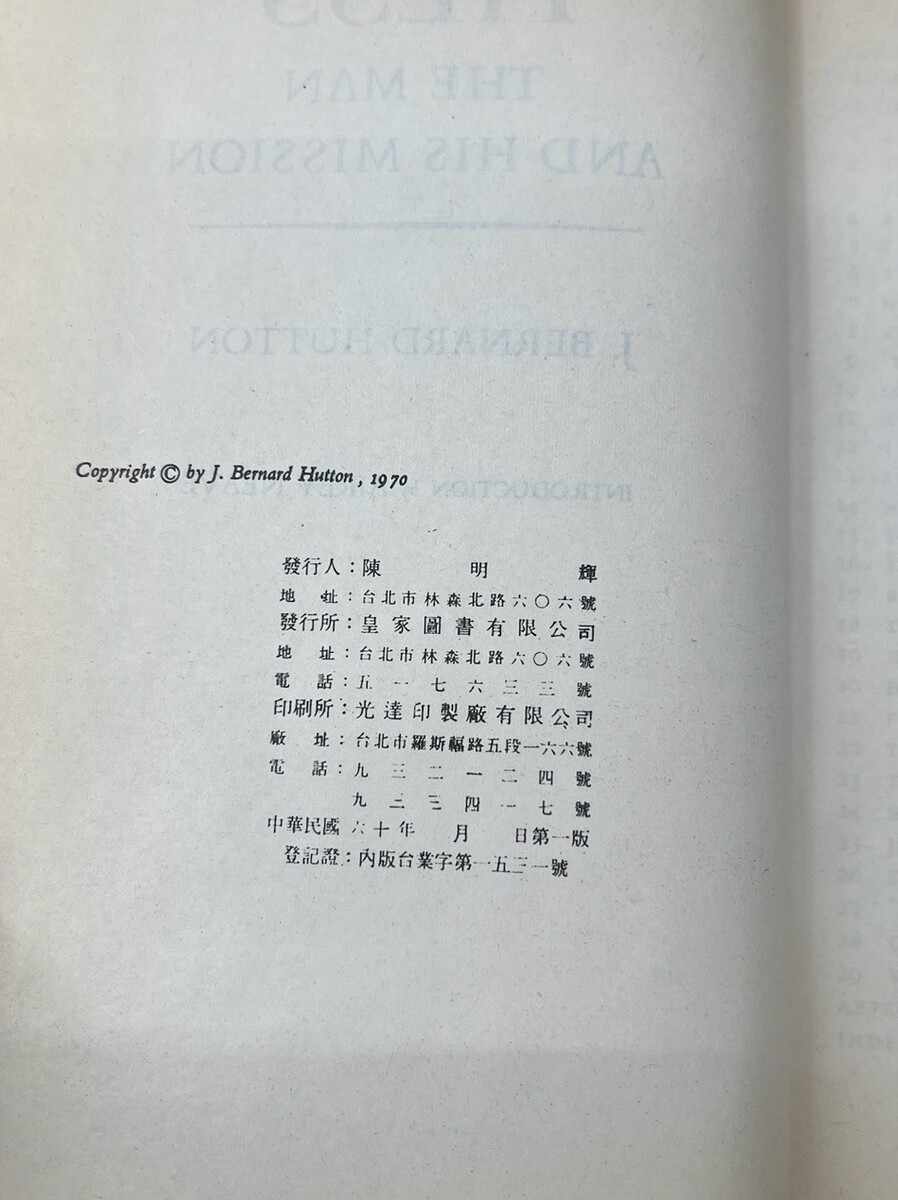 THE MAN
AND HIS MISSION
J. BERNARD HUTTON
INTRODUCTION
Copyright © by J. Bernard Hutton, 1970
發行人：陳明輝
地址：台北市林森北路六〇六號
發行所：皇家圖書有限公司
地址：台北市林森北路六〇六號
電話：五一七六三三號
印刷所：光達印製廠有限公司
廠址：台北市羅斯福路五段一六六號
電話：九三二一二四號
九三三四一七號
中華民國六十年 月 日第一版
登記證：內版台業字第一五三一號